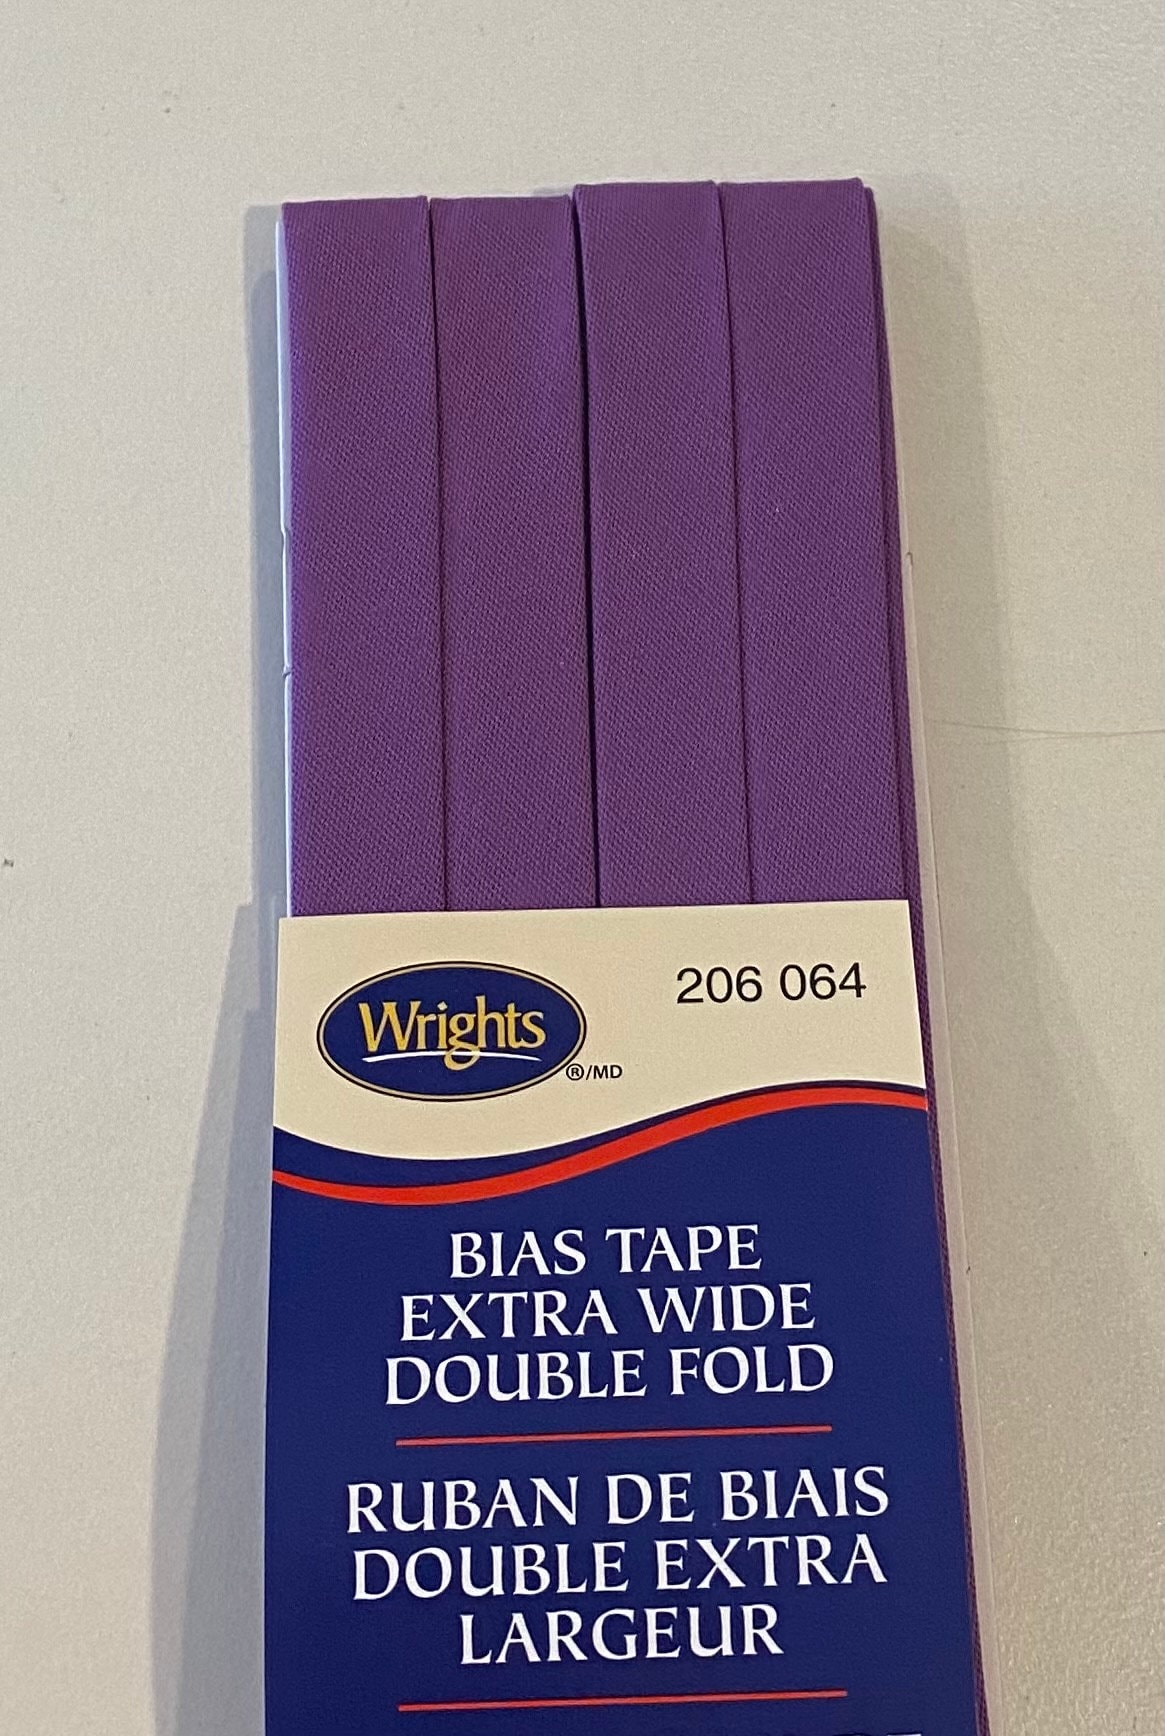 Wrights
®/MD
206 064
BIAS TAPE
EXTRA WIDE
DOUBLE FOLD
RUBAN DE BIAIS
DOUBLE EXTRA
LARGEUR